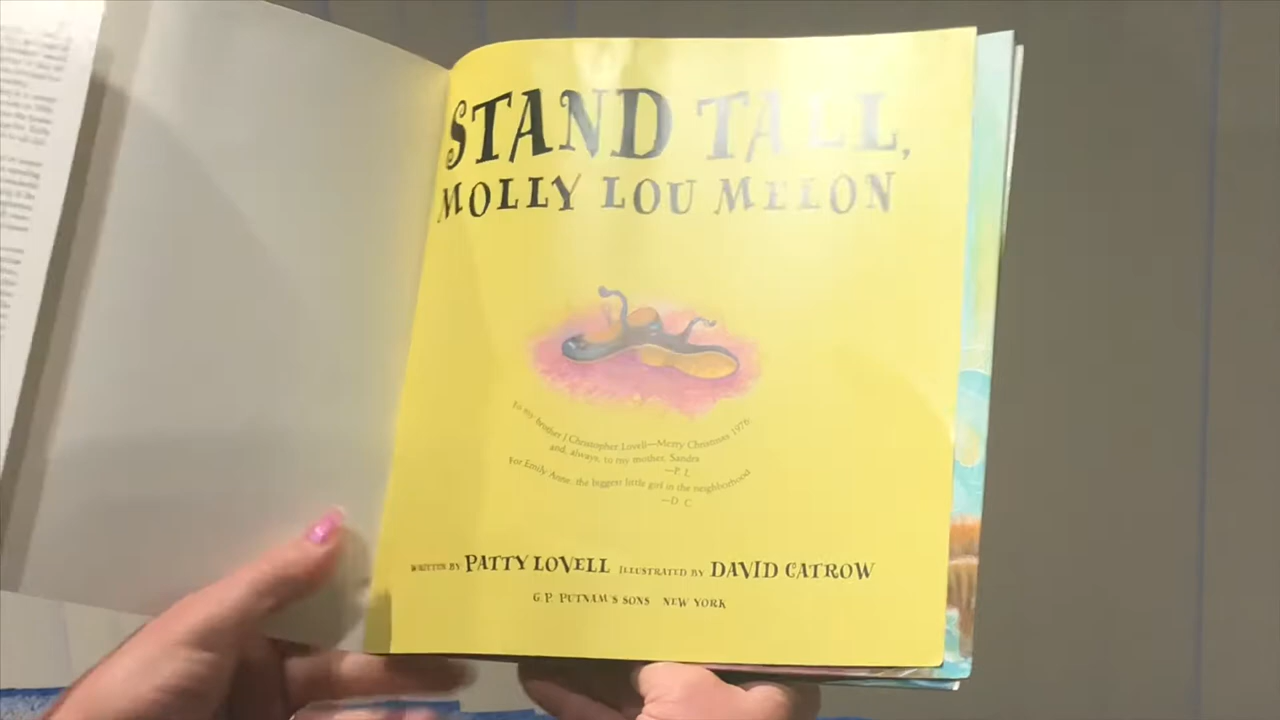 STAND TALL,
MOLLY LOU MELON
To my brother J. Christopher Lovell—Merry Christmas 1976
and, always, to my mother, Sandra
—P. L.
For Emily Anne, the biggest little girl in the neighborhood
—D. C.
WRITTEN BY PATTY LOVELL ILLUSTRATED BY DAVID CATROW
G. P. PUTNAM'S SONS NEW YORK